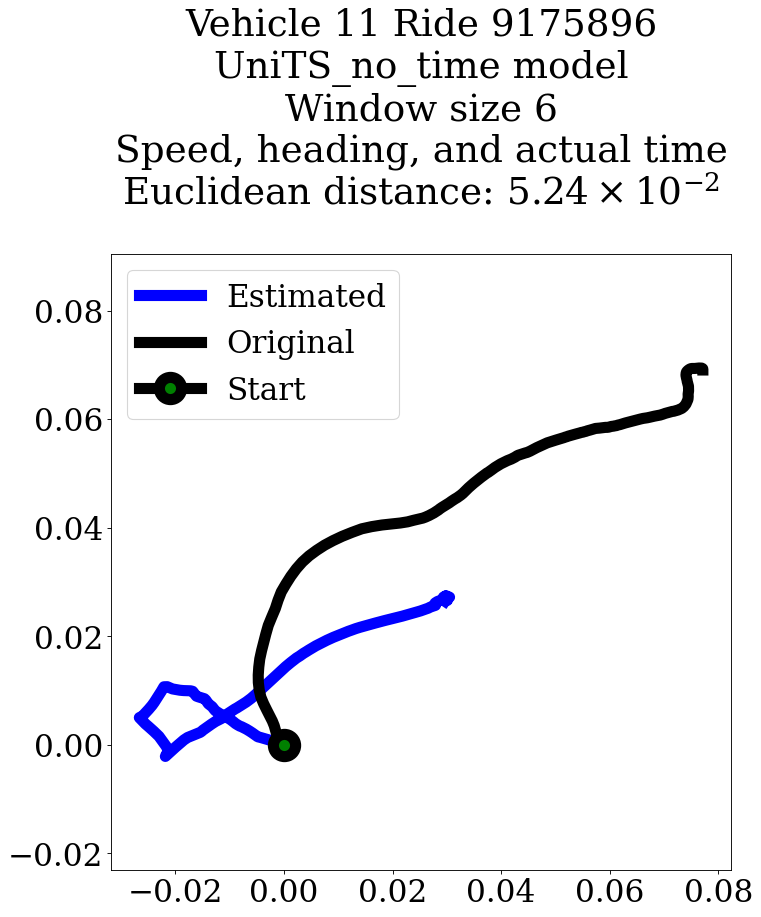 Vehicle 11 Ride 9175896
UniTS_no_time model
Window size 6
Speed, heading, and actual time
Euclidean distance: 5.24 × 10⁻²
Estimated
Original
Start
0.08
0.06
0.04
0.02
0.00
−0.02
−0.02 0.00 0.02 0.04 0.06 0.08